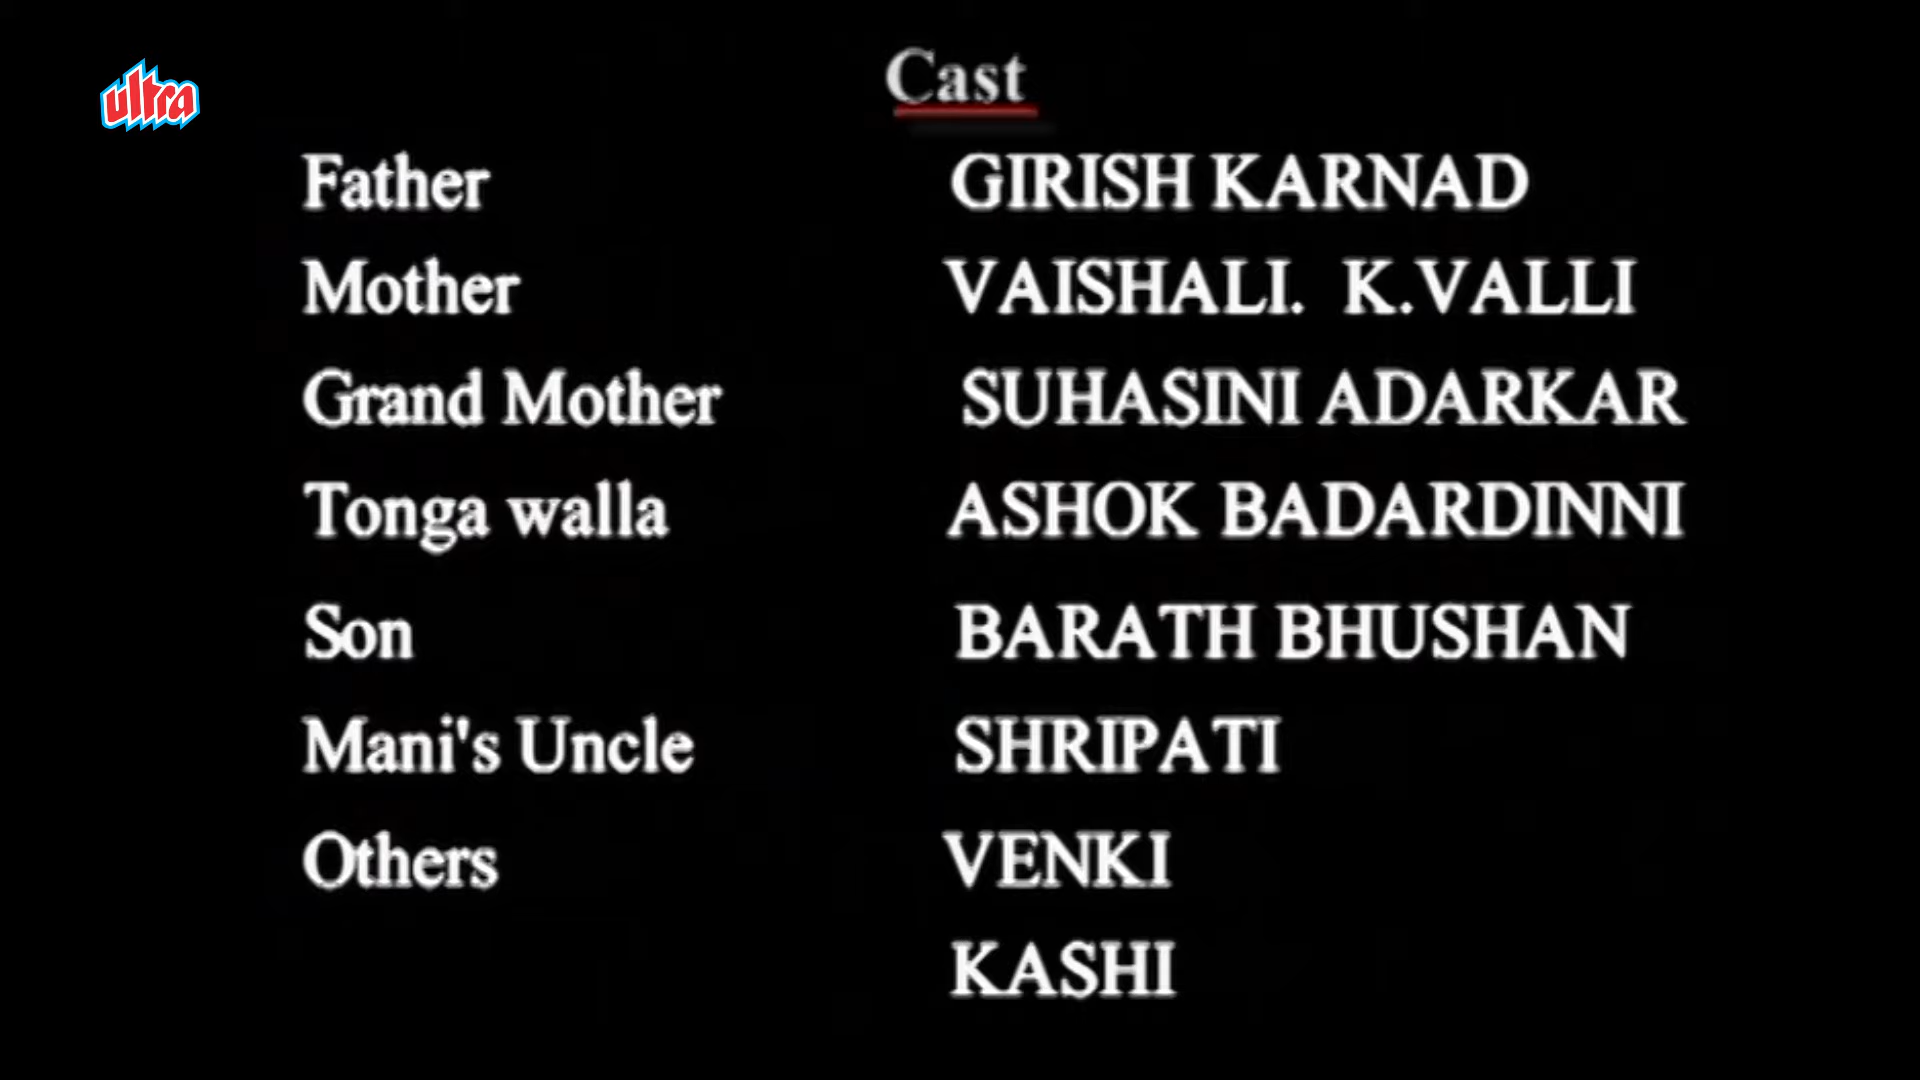 ultra
Cast
Father GIRISH KARNAD
Mother VAISHALI. K.VALLI
Grand Mother SUHASINI ADARKAR
Tonga walla ASHOK BADARDINNI
Son BARATH BHUSHAN
Mani's Uncle SHRIPATI
Others VENKI
KASHI